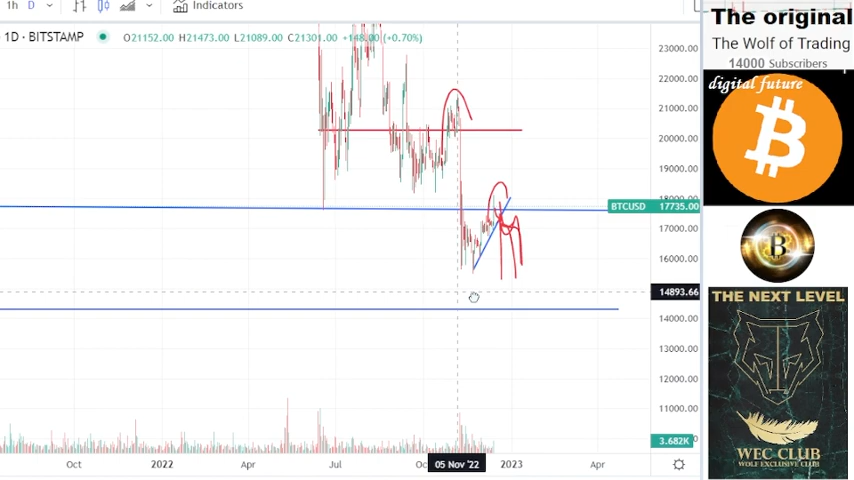 1h D Indicators
1D · BITSTAMP O21152.00 H21473.00 L21089.00 C21301.00 +148.00 (+0.70%)
23000.00
22000.00
21000.00
20000.00
19000.00
18000.00
BTCUSD 17735.00
17000.00
16000.00
14893.66
14000.00
13000.00
12000.00
11000.00
3.682K
Oct 2022 Apr Jul Oct 05 Nov '22 2023 Apr
The original
The Wolf of Trading
14000 Subscribers
digital future
THE NEXT LEVEL
WEC CLUB
WOLF EXCLUSIVE CLUB